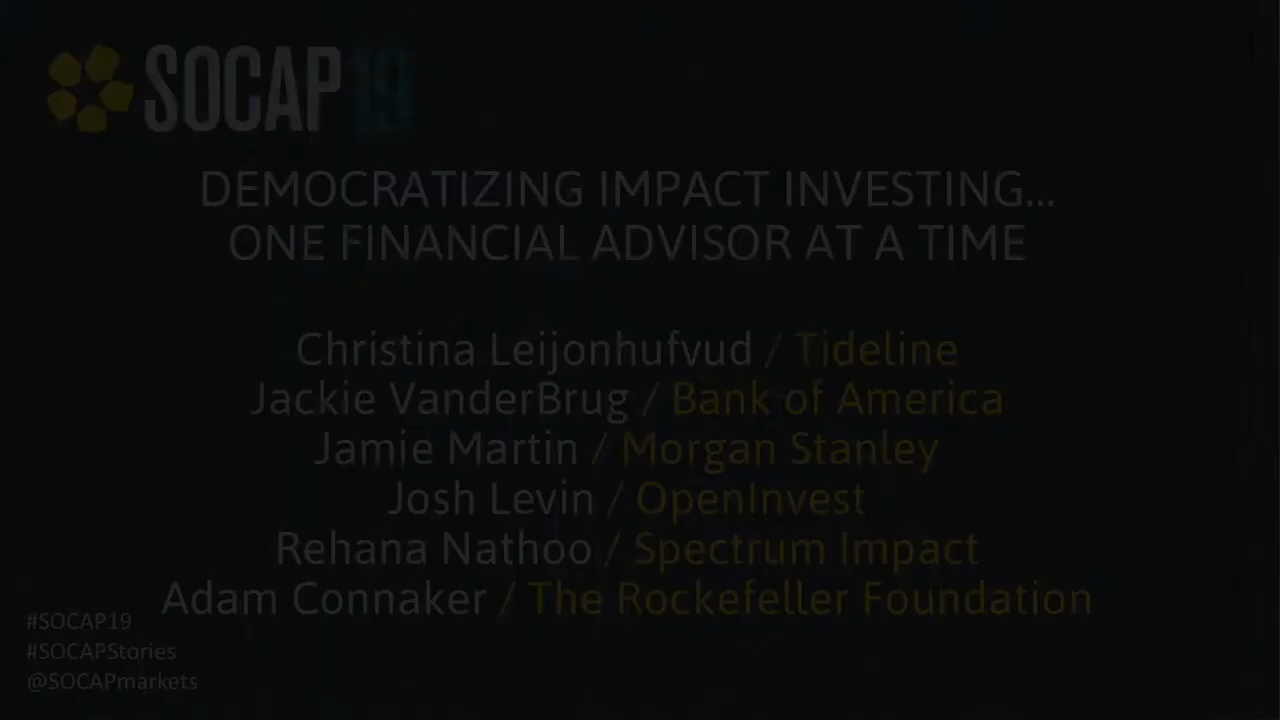 SOCAP 19
DEMOCRATIZING IMPACT INVESTING...
ONE FINANCIAL ADVISOR AT A TIME
Christina Leijonhufvud / Tideline
Jackie VanderBrug / Bank of America
Jamie Martin / Morgan Stanley
Josh Levin / OpenInvest
Rehana Nathoo / Spectrum Impact
Adam Connaker / The Rockefeller Foundation
#SOCAP19
#SOCAPStories
@SOCAPmarkets